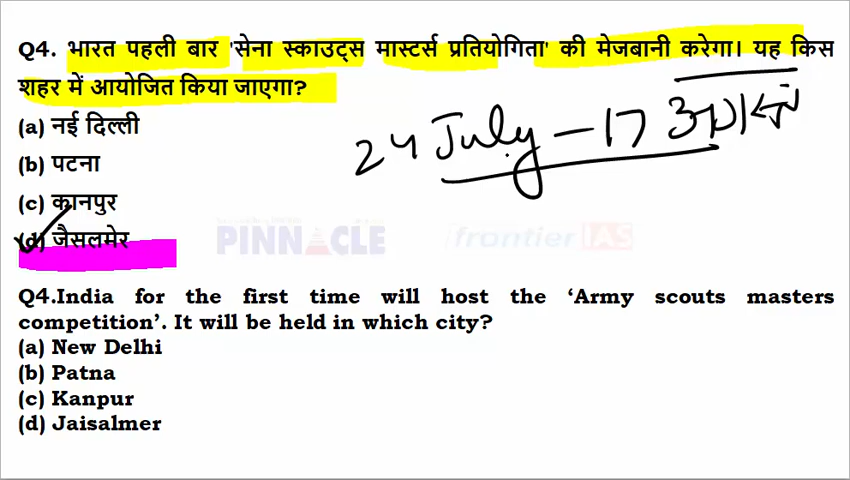 Q4. भारत पहली बार 'सेना स्काउट्स मास्टर्स प्रतियोगिता' की मेजबानी करेगा। यह किस
शहर में आयोजित किया जाएगा?
(a) नई दिल्ली
(b) पटना
(c) कानपुर
(d) जैसलमेर
24 July - 17 अगस्त
PINNACLE
frontier IAS
Q4.India for the first time will host the ‘Army scouts masters
competition’. It will be held in which city?
(a) New Delhi
(b) Patna
(c) Kanpur
(d) Jaisalmer